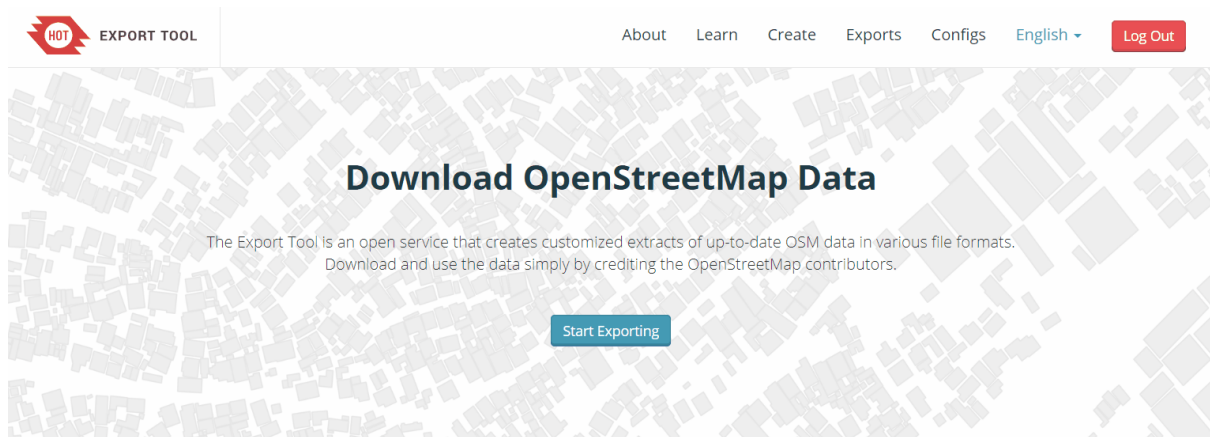 HOT EXPORT TOOL About Learn Create Exports Configs English Log Out
Download OpenStreetMap Data
The Export Tool is an open service that creates customized extracts of up-to-date OSM data in various file formats.
Download and use the data simply by crediting the OpenStreetMap contributors.
Start Exporting